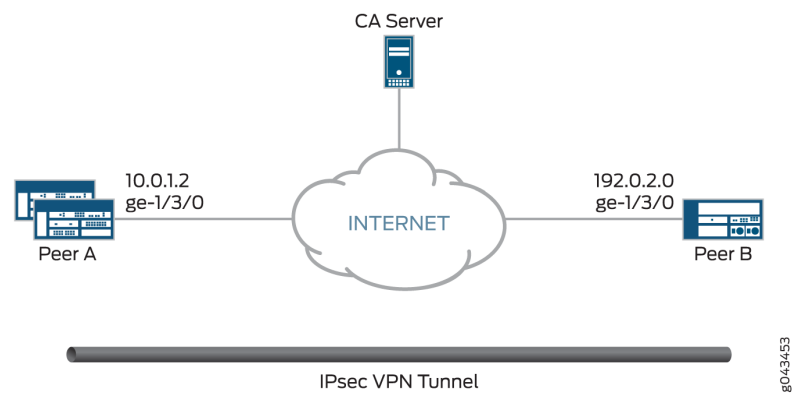 CA Server
10.0.1.2
ge-1/3/0
192.0.2.0
ge-1/3/0
INTERNET
Peer A
Peer B
IPsec VPN Tunnel
g043453